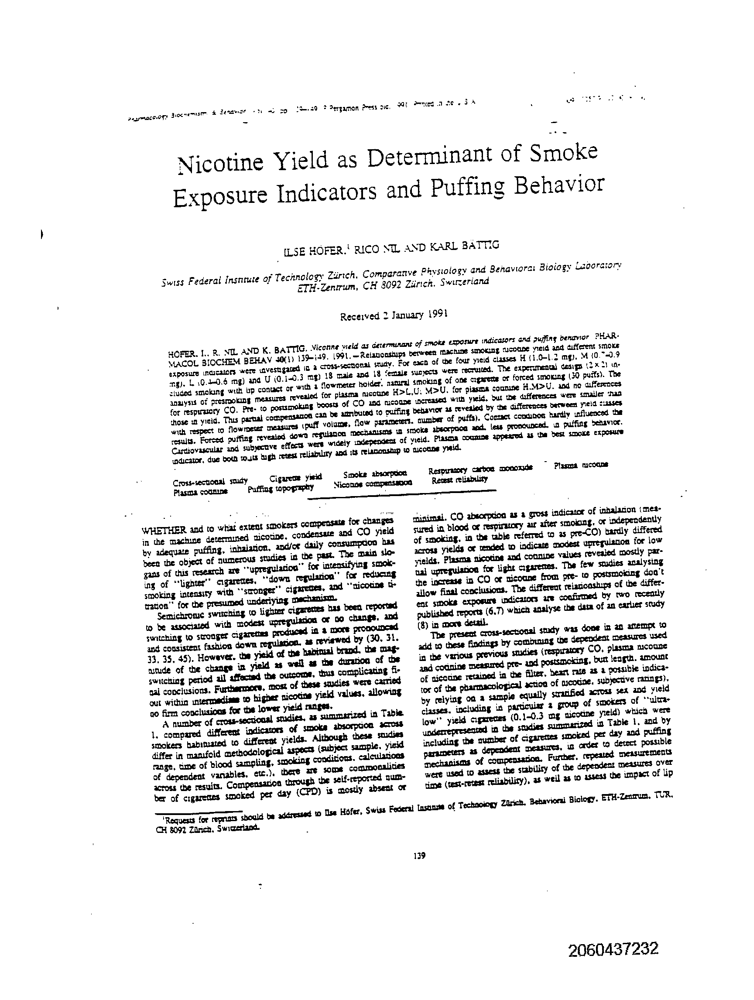 Pharmacology Biochemistry & Behavior pp. Pergamon Press plc. 1991. Printed in the U.S.A.
Nicotine Yield as Determinant of Smoke
Exposure Indicators and Puffing Behavior
ILSE HÖFER,¹ RICO NIL AND KARL BÄTTIG
Swiss Federal Institute of Technology Zürich, Comparative Physiology and Behavioral Biology Laboratory
ETH-Zentrum, CH 8092 Zürich, Switzerland
Received 2 January 1991
HÖFER, I., R. NIL AND K. BÄTTIG. Nicotine yield as determinant of smoke exposure indicators and puffing behavior. PHAR-
MACOL BIOCHEM BEHAV 40(1) 139–149, 1991.—Relationships between machine smoking nicotine yield and different smoke
exposure indicators were investigated in a cross-sectional study. For each of the four yield classes H (1.0–1.2 mg), M (0.7–0.9
mg), L (0.4–0.6 mg) and U (0.1–0.3 mg) 18 male and 18 female subjects were recruited. The experimental design (2×2) in-
cluded smoking with lip contact or with a flowmeter holder, natural smoking of one cigarette or forced smoking (30 puffs). The
analysis of presmoking measures revealed for plasma nicotine H>L,U; M>U, for plasma cotinine H,M>U, and no differences
for respiratory CO. Pre- to postsmoking boosts of CO and nicotine increased with yield, but the differences were smaller than
those in yield. This partial compensation can be attributed to puffing behavior as revealed by the differences between yield classes
with respect to flowmeter measures (puff volume, flow parameters, number of puffs). Contact condition hardly influenced the
results. Forced puffing revealed down regulation mechanisms in smoke absorption and, less pronounced, in puffing behavior.
Cardiovascular and subjective effects were widely independent of yield. Plasma cotinine appeared as the best smoke exposure
indicator, due both to its high retest reliability and its relationship to nicotine yield.
Cross-sectional study Cigarette yield Smoke absorption Respiratory carbon monoxide Plasma nicotine
Plasma cotinine Puffing topography Nicotine compensation Retest reliability
WHETHER and to what extent smokers compensate for changes
in the machine determined nicotine, condensate and CO yield
by adequate puffing, inhalation, and/or daily consumption has
been the object of numerous studies in the past. The main slo-
gans of this research are "upregulation" for intensifying smok-
ing of "lighter" cigarettes, "down regulation" for reducing
smoking intensity with "stronger" cigarettes, and "nicotine ti-
tration" for the presumed underlying mechanism.
Semichronic switching to lighter cigarettes has been reported
to be associated with modest upregulation or no change, and
switching to stronger cigarettes produced in a more pronounced
and consistent fashion down regulation, as reviewed by (30, 31,
33, 35, 45). However, the yield of the habitual brand, the mag-
nitude of the change in yield as well as the duration of the
switching period all affected the outcome, thus complicating fi-
nal conclusions. Furthermore, most of these studies were carried
out within intermediate to higher nicotine yield values, allowing
no firm conclusions for the lower yield ranges.
A number of cross-sectional studies, as summarized in Table
1, compared different indicators of smoke absorption across
smokers habituated to different yields. Although these studies
differ in manifold methodological aspects (subject sample, yield
range, time of blood sampling, smoking conditions, calculations
of dependent variables, etc.), there are some commonalities
across the results. Compensation through the self-reported num-
ber of cigarettes smoked per day (CPD) is mostly absent or
minimal. CO absorption as a gross indicator of inhalation (mea-
sured in blood or respiratory air after smoking, or independently
of smoking, in the table referred to as pre-CO) hardly differed
across yields or tended to indicate modest upregulation for low
yields. Plasma nicotine and cotinine values revealed mostly par-
tial upregulation for light cigarettes. The few studies analysing
the increase in CO or nicotine from pre- to postsmoking don't
allow final conclusions. The different relationships of the differ-
ent smoke exposure indicators are confirmed by two recently
published reports (6,7) which analyse the data of an earlier study
(8) in more detail.
The present cross-sectional study was done in an attempt to
add to these findings by combining the dependent measures used
in the various previous studies (respiratory CO, plasma nicotine
and cotinine measured pre- and postsmoking, butt length, amount
of nicotine retained in the filter, heart rate as a possible indica-
tor of the pharmacological action of nicotine, subjective ratings),
by relying on a sample equally stratified across sex and yield
classes, including in particular a group of smokers of "ultra-
low" yield cigarettes (0.1–0.3 mg nicotine yield) which were
underrepresented in the studies summarized in Table 1, and by
including the number of cigarettes smoked per day and puffing
parameters as dependent measures, in order to detect possible
mechanisms of compensation. Further, repeated measurements
were used to assess the stability of the dependent measures over
time (test-retest reliability), as well as to assess the impact of lip
¹Requests for reprints should be addressed to Ilse Höfer, Swiss Federal Institute of Technology Zürich, Behavioral Biology, ETH-Zentrum, TUR,
CH 8092 Zürich, Switzerland.
139
2060437232